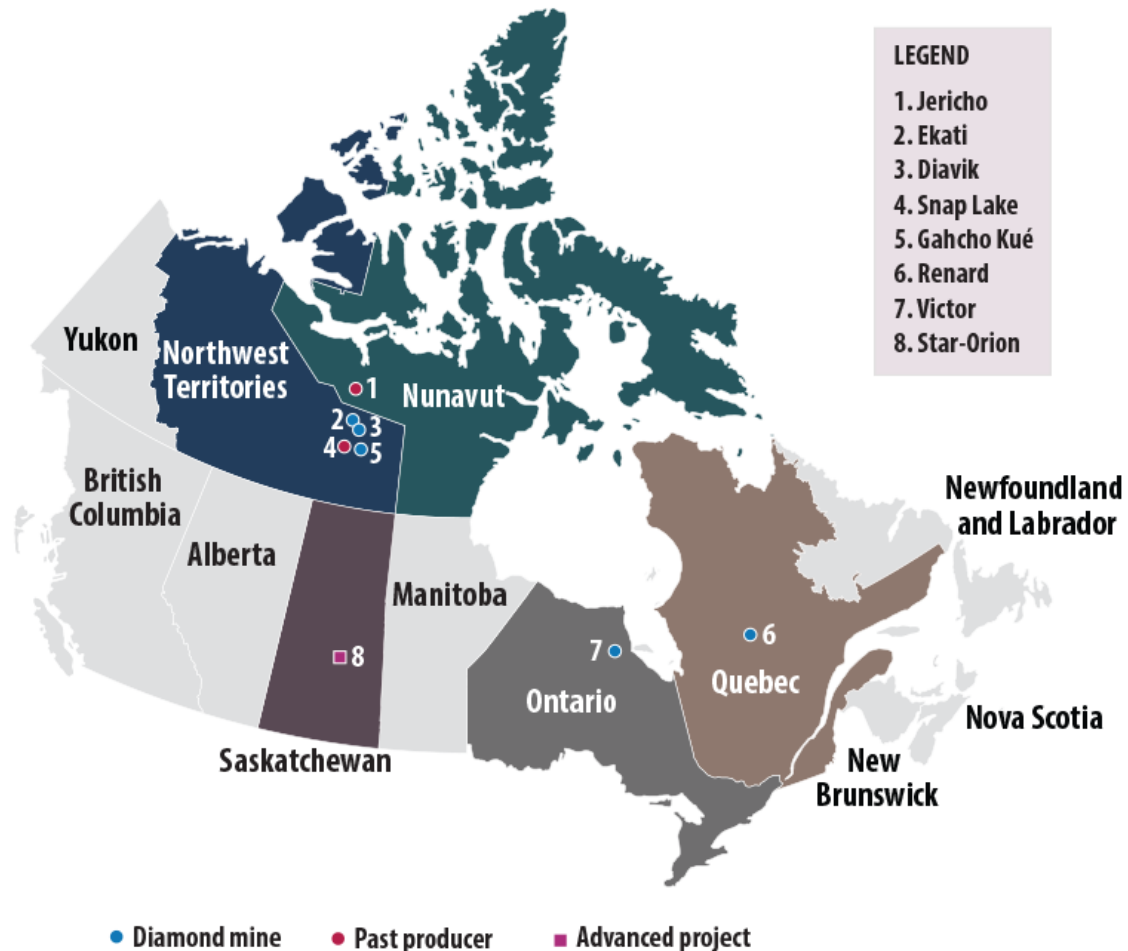 LEGEND
1. Jericho
2. Ekati
3. Diavik
4. Snap Lake
5. Gahcho Kué
6. Renard
7. Victor
8. Star-Orion
Yukon
Northwest
Territories
1
Nunavut
2
3
4
5
British
Columbia
Alberta
Manitoba
Newfoundland
and Labrador
8
7
6
Ontario
Quebec
Nova Scotia
Saskatchewan
New
Brunswick
Diamond mine
Past producer
Advanced project